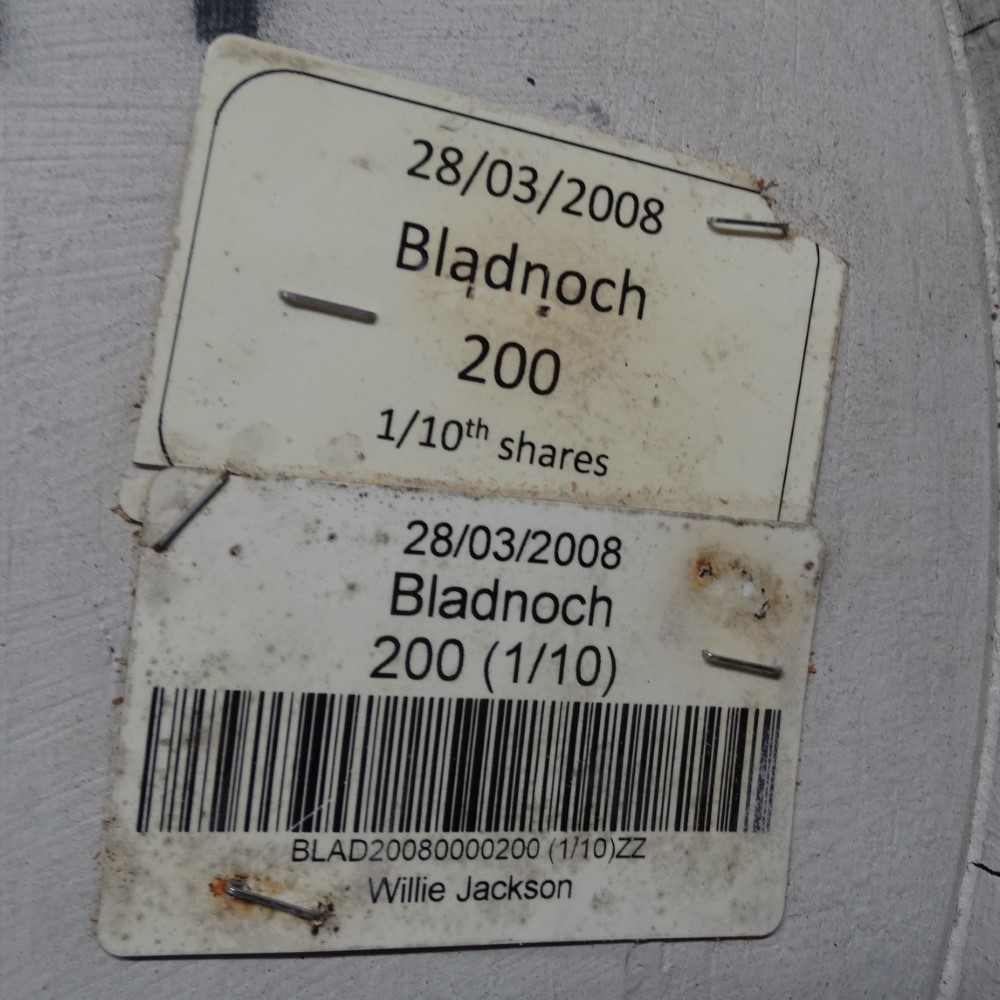 28/03/2008
Bladnoch
200
1/10th shares
28/03/2008
Bladnoch
200 (1/10)
BLAD20080000200 (1/10)ZZ
Willie Jackson